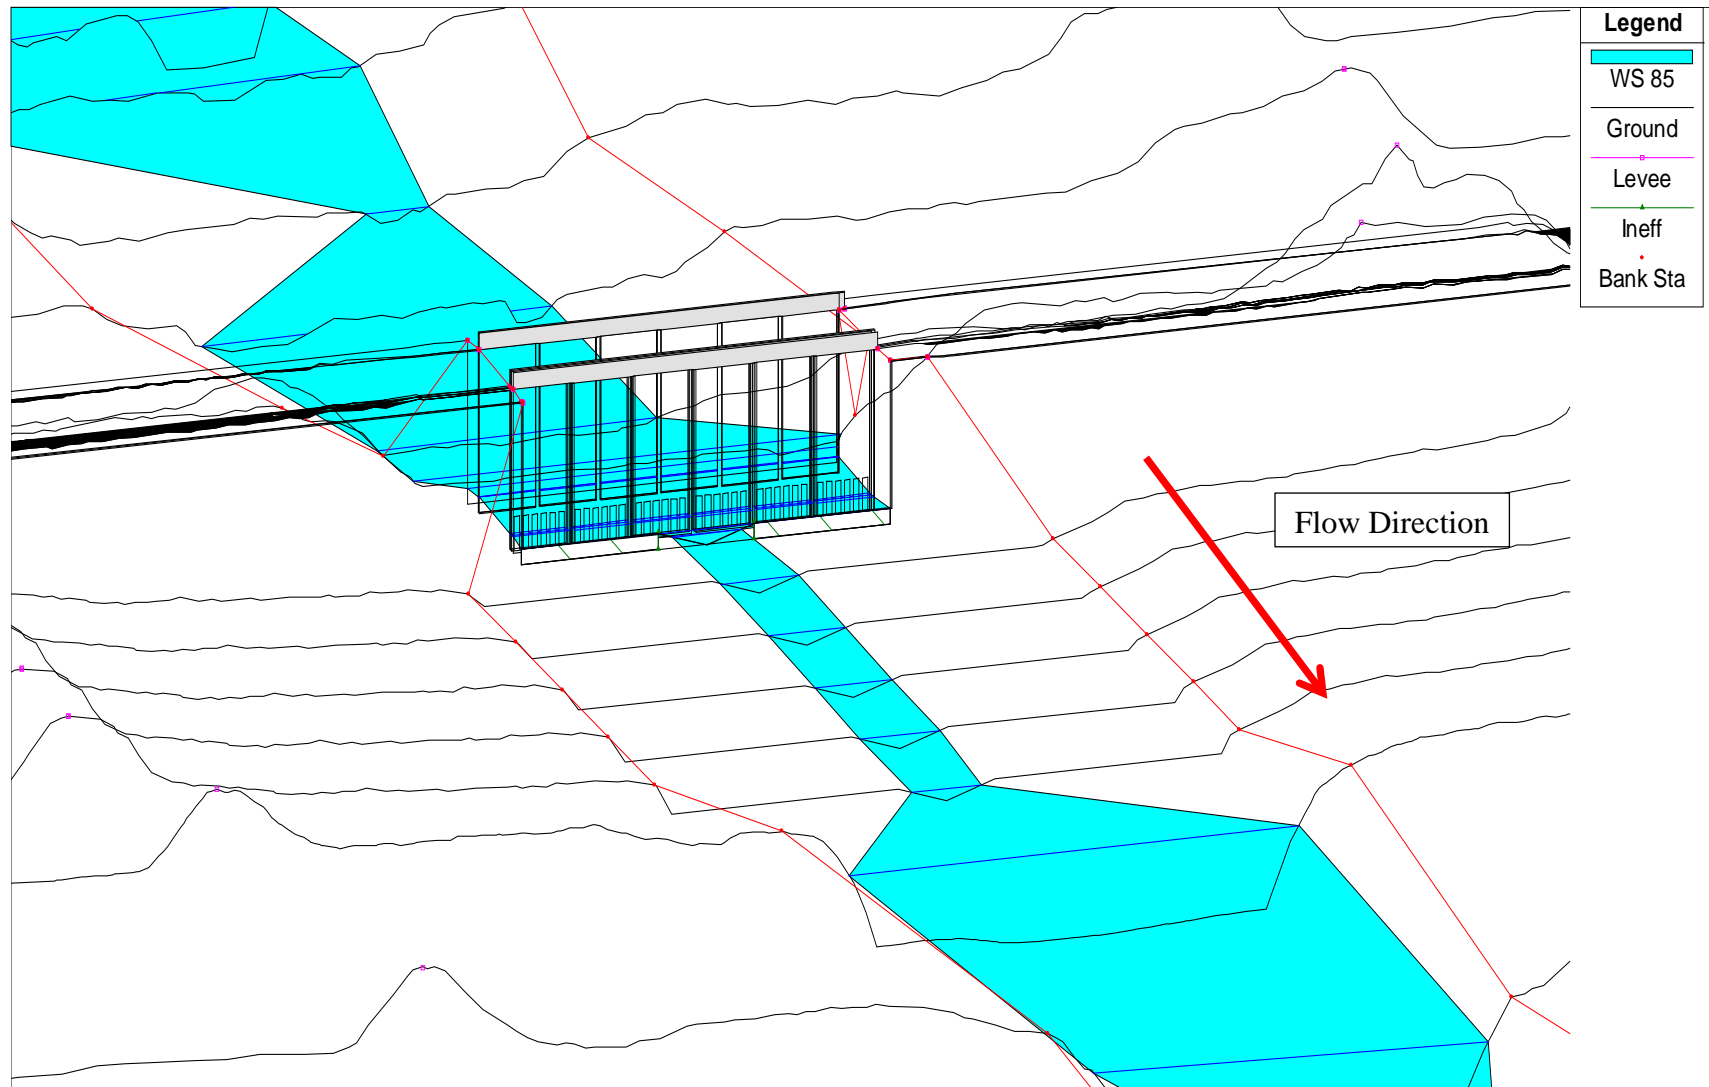 Legend
WS 85
Ground
Levee
Ineff
Bank Sta
Flow Direction